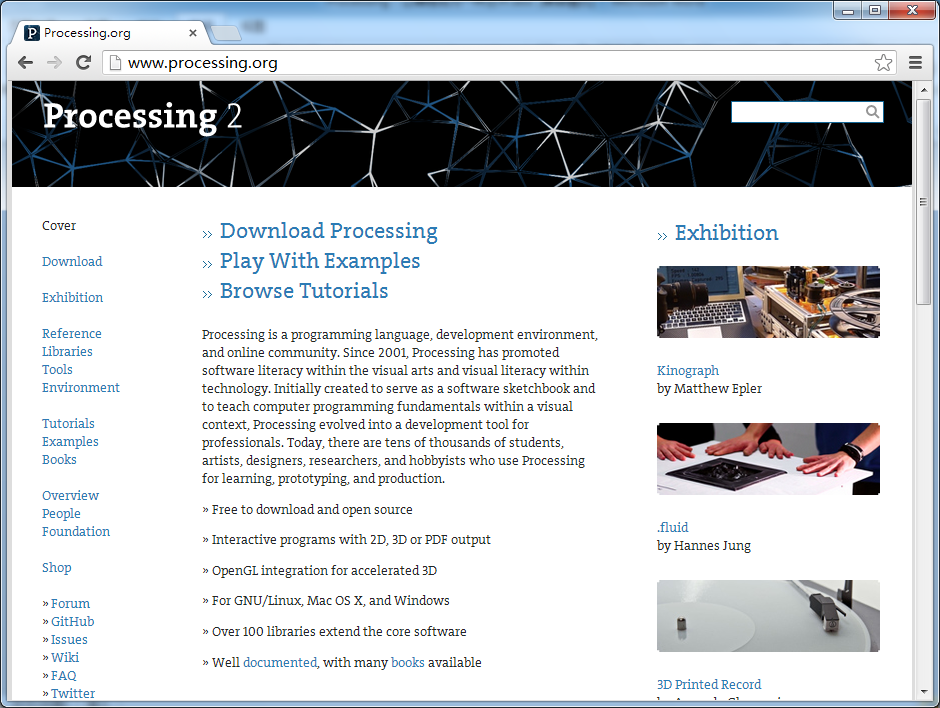 Processing.org
www.processing.org
Processing 2
Cover
Download
Exhibition
Reference
Libraries
Tools
Environment
Tutorials
Examples
Books
Overview
People
Foundation
Shop
» Forum
» GitHub
» Issues
» Wiki
» FAQ
» Twitter
» Download Processing
» Play With Examples
» Browse Tutorials
Processing is a programming language, development environment,
and online community. Since 2001, Processing has promoted
software literacy within the visual arts and visual literacy within
technology. Initially created to serve as a software sketchbook and
to teach computer programming fundamentals within a visual
context, Processing evolved into a development tool for
professionals. Today, there are tens of thousands of students,
artists, designers, researchers, and hobbyists who use Processing
for learning, prototyping, and production.
» Free to download and open source
» Interactive programs with 2D, 3D or PDF output
» OpenGL integration for accelerated 3D
» For GNU/Linux, Mac OS X, and Windows
» Over 100 libraries extend the core software
» Well documented, with many books available
» Exhibition
Kinograph
by Matthew Epler
.fluid
by Hannes Jung
3D Printed Record